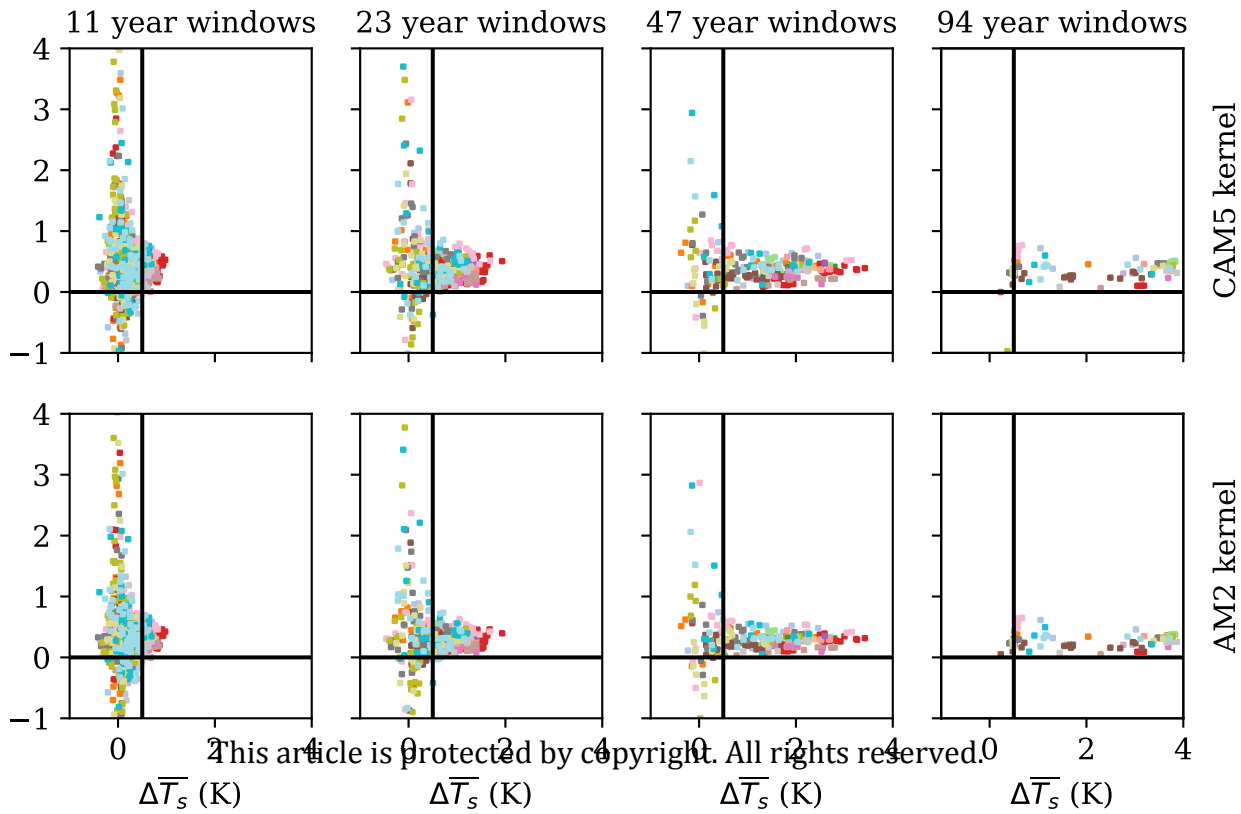 11 year windows 23 year windows 47 year windows 94 year windows
4
3
2
1
0
−1
CAM5 kernel
4
3
2
1
0
−1
AM2 kernel
0 2 4 0 2 4 0 2 4 0 2 4
This article is protected by copyright. All rights reserved.
ΔT̅s̅ (K) ΔT̅s̅ (K) ΔT̅s̅ (K) ΔT̅s̅ (K)